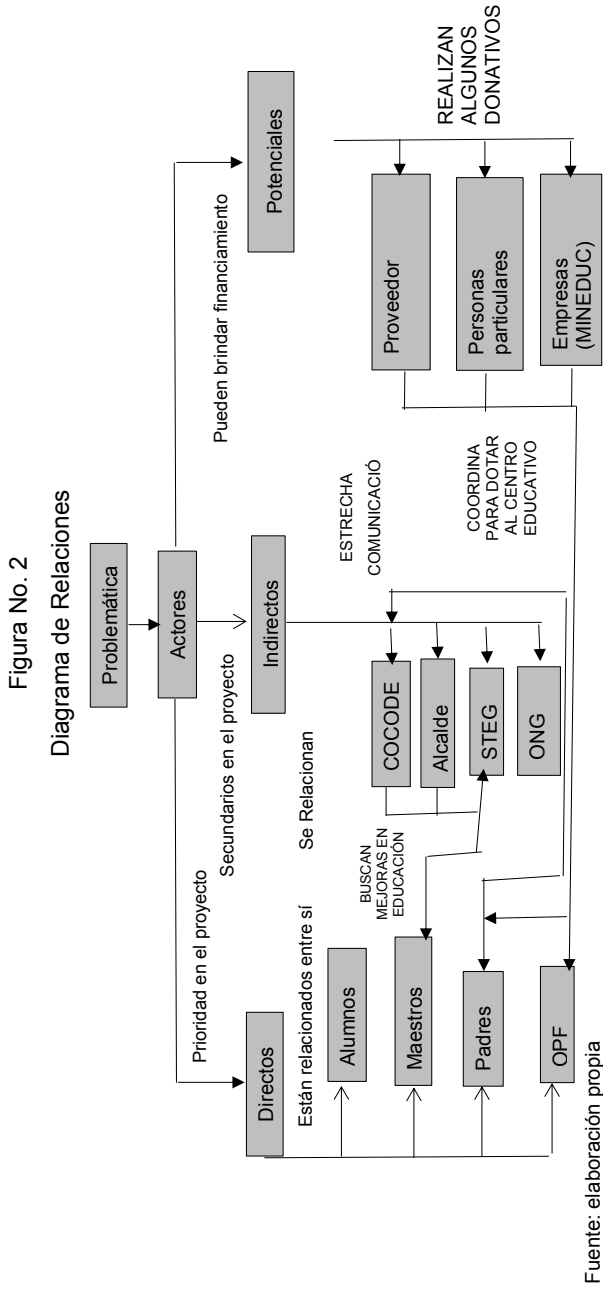 Figura No. 2
Diagrama de Relaciones
Problemática
Actores
Prioridad en el proyecto
Secundarios en el proyecto
Pueden brindar financiamiento
Directos
Indirectos
Potenciales
Están relacionados entre sí
Se Relacionan
Alumnos
Maestros
Padres
OPF
BUSCAN
MEJORAS EN
EDUCACIÓN
COCODE
Alcalde
STEG
ONG
ESTRECHA
COMUNICACIÓ
COORDINA
PARA DOTAR
AL CENTRO
EDUCATIVO
Proveedor
Personas
particulares
Empresas
(MINEDUC)
REALIZAN
ALGUNOS
DONATIVOS
Fuente: elaboración propia